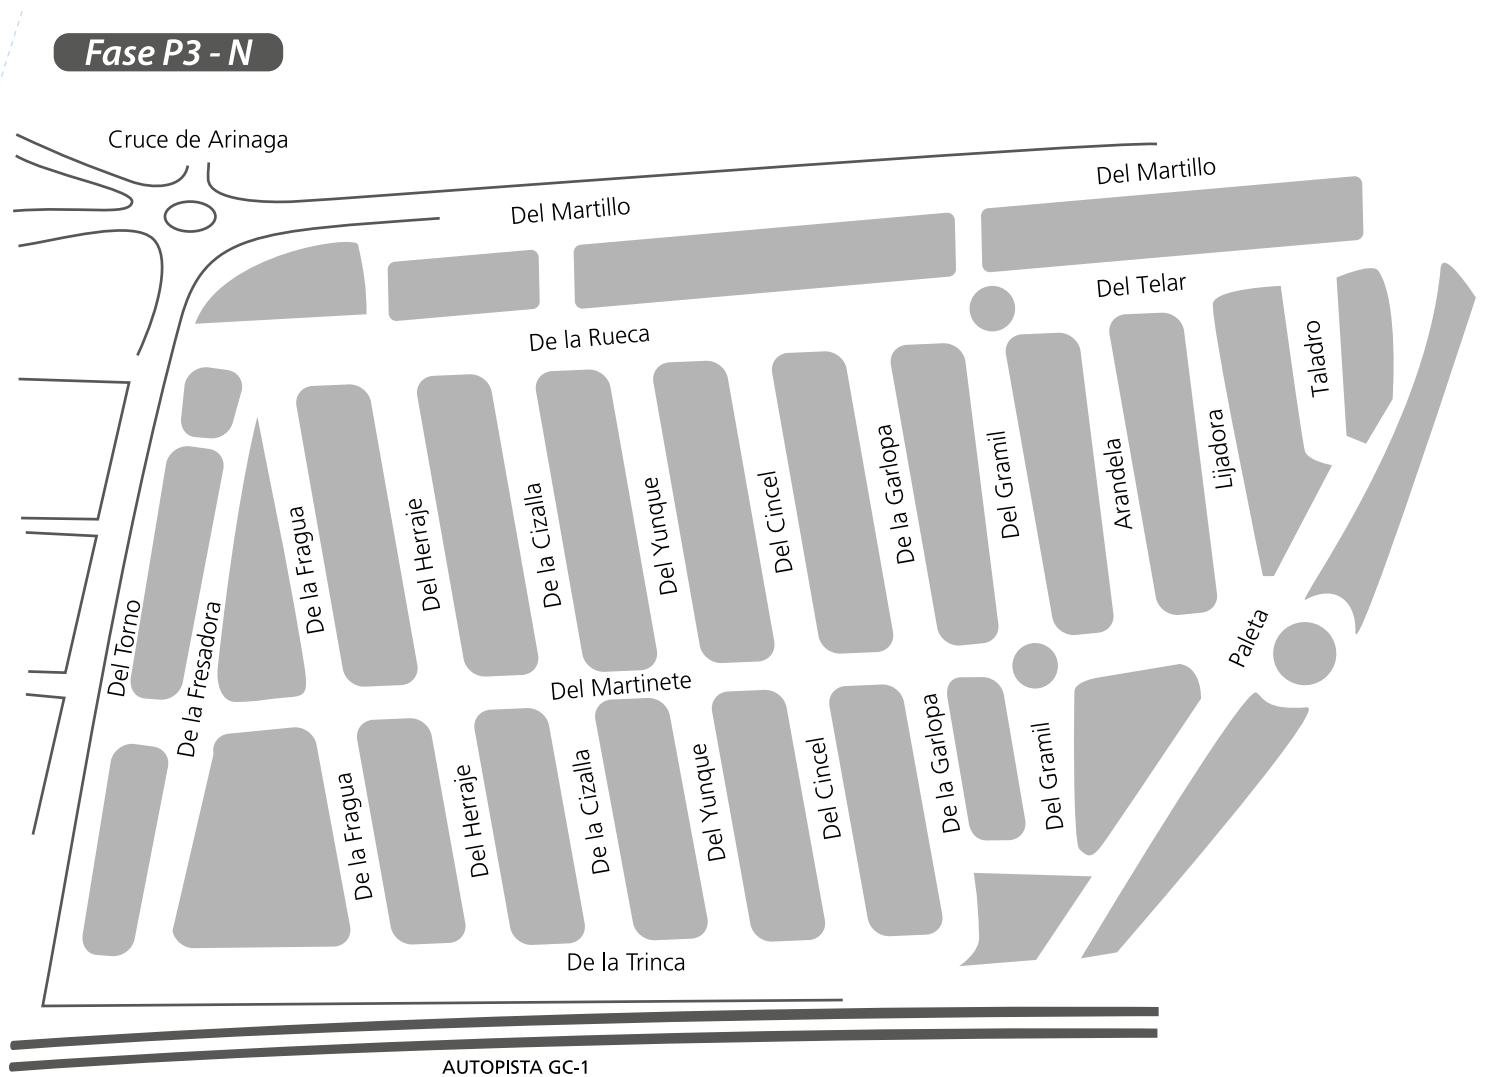 Fase P3 - N
Cruce de Arinaga
Del Martillo
Del Martillo
Del Telar
De la Rueca
Taladro
Del Torno
De la Fresadora
De la Fragua
Del Herraje
De la Cizalla
Del Yunque
Del Cincel
De la Garlopa
Del Gramil
Arandela
Lijadora
Paleta
Del Martinete
De la Fragua
Del Herraje
De la Cizalla
Del Yunque
Del Cincel
De la Garlopa
Del Gramil
De la Trinca
AUTOPISTA GC-1